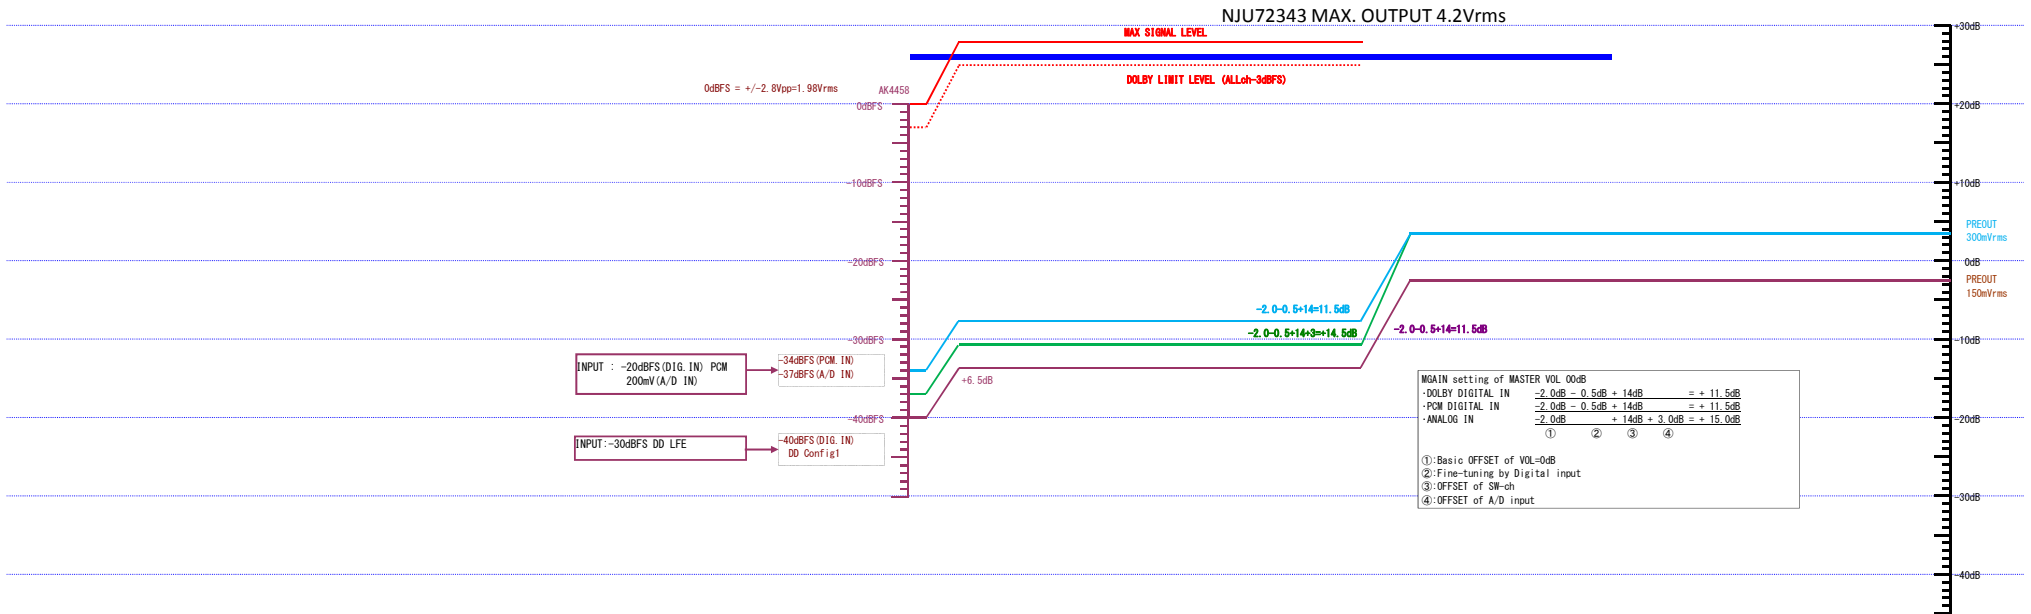 NJU72343 MAX. OUTPUT 4.2Vrms
+30dB
MAX SIGNAL LEVEL
DOLBY LIMIT LEVEL (ALLch-3dBFS)
0dBFS = +/-2.8Vpp=1.98Vrms
AK4458
0dBFS
+20dB
-10dBFS
+10dB
PREOUT
300mVrms
-20dBFS
0dB
PREOUT
150mVrms
-2.0-0.5+14=11.5dB
-2.0-0.5+14+3=+14.5dB
-2.0-0.5+14=11.5dB
-30dBFS
-10dB
INPUT : -20dBFS(DIG.IN) PCM
200mV(A/D IN)
-34dBFS(PCM.IN)
-37dBFS(A/D IN)
+6.5dB
MGAIN setting of MASTER VOL 00dB
・DOLBY DIGITAL IN -2.0dB - 0.5dB + 14dB = + 11.5dB
・PCM DIGITAL IN -2.0dB - 0.5dB + 14dB = + 11.5dB
・ANALOG IN -2.0dB + 14dB + 3.0dB = + 15.0dB
① ② ③ ④
①:Basic OFFSET of VOL=0dB
②:Fine-tuning by Digital input
③:OFFSET of SW-ch
④:OFFSET of A/D input
-40dBFS
-20dB
INPUT:-30dBFS DD LFE
-40dBFS(DIG.IN)
DD Config1
-30dB
-40dB